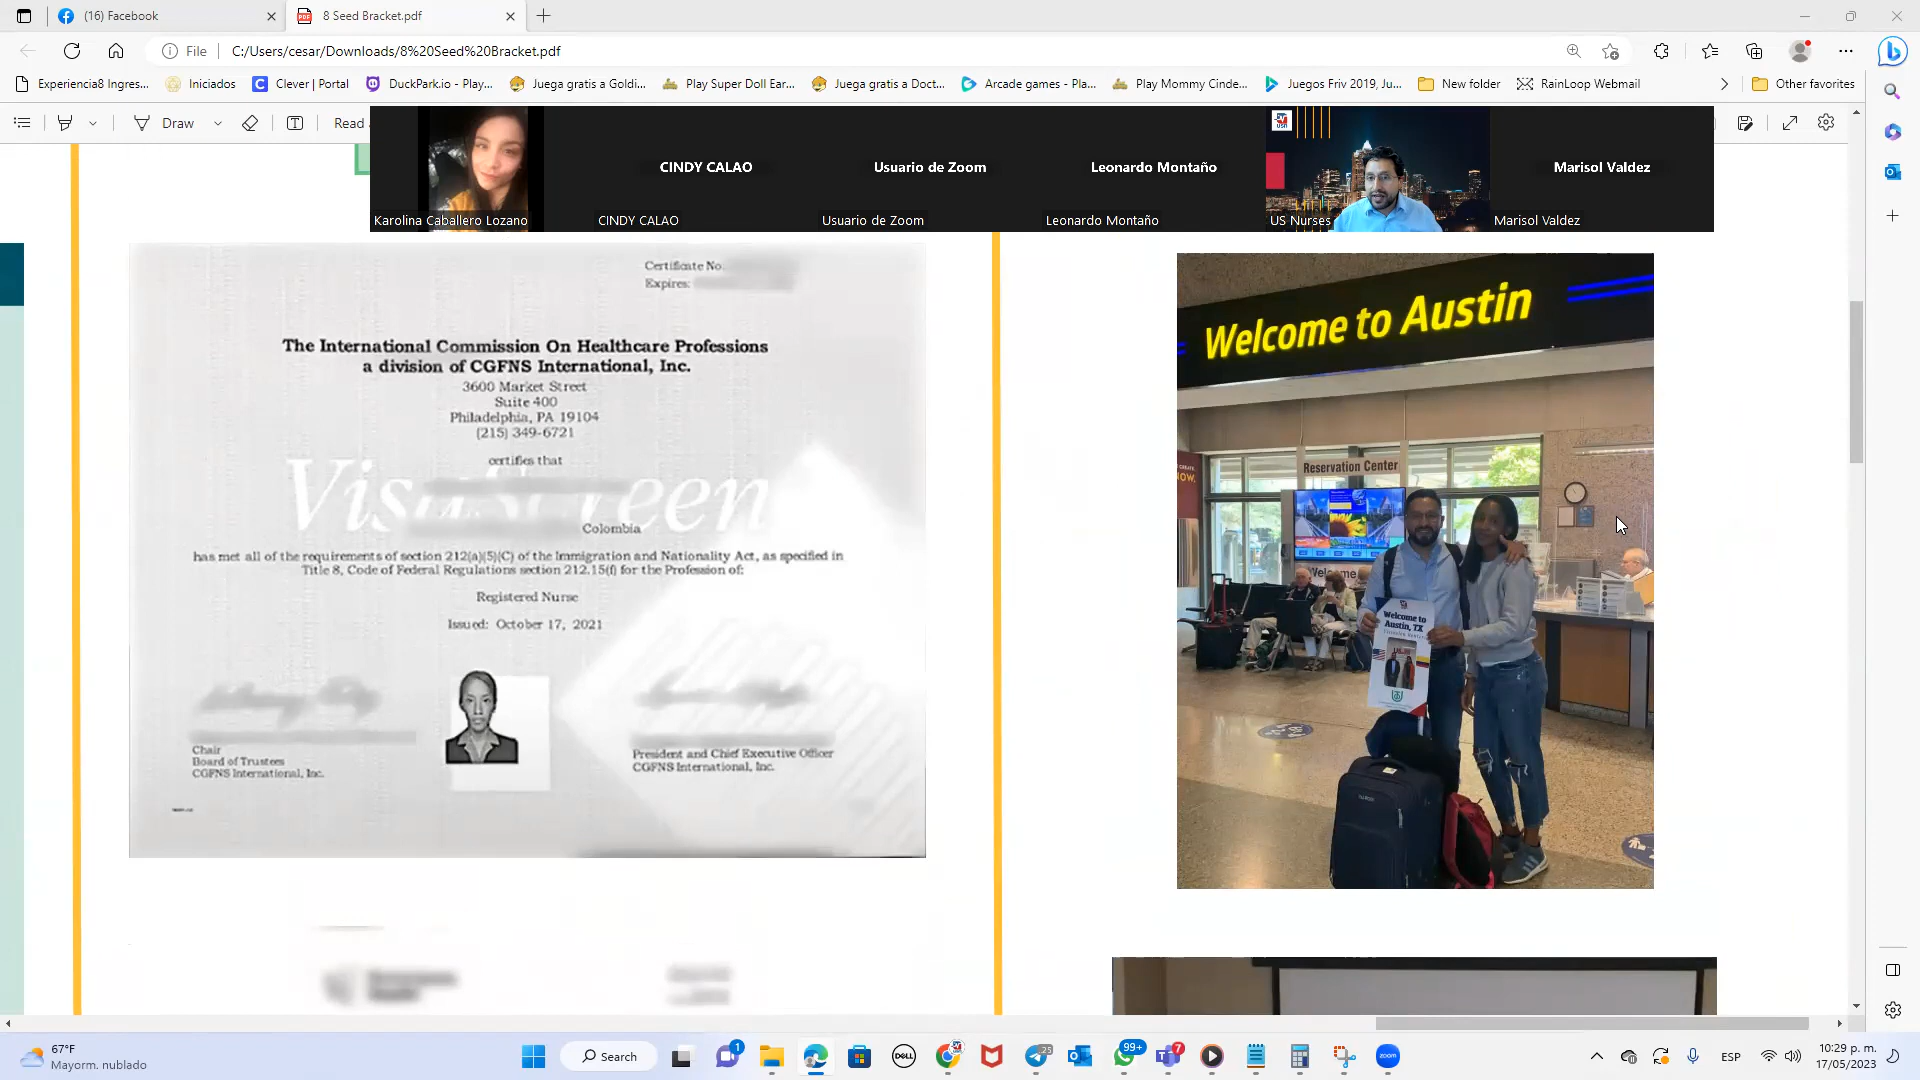 (16) Facebook
8 Seed Bracket.pdf
File
C:/Users/cesar/Downloads/8%20Seed%20Bracket.pdf
Experiencia8 Ingres...
Iniciados
Clever | Portal
DuckPark.io - Play...
Juega gratis a Goldi...
Play Super Doll Ear...
Juega gratis a Doct...
Arcade games - Pla...
Play Mommy Cinde...
Juegos Friv 2019, Ju...
New folder
RainLoop Webmail
Other favorites
Draw
Read
CINDY CALAO
Usuario de Zoom
Leonardo Montaño
Marisol Valdez
Karolina Caballero Lozano
CINDY CALAO
Usuario de Zoom
Leonardo Montaño
US Nurses
Marisol Valdez
Certificate No.
Expires:
The International Commission On Healthcare Professions
a division of CGFNS International, Inc.
3600 Market Street
Suite 400
Philadelphia, PA 19104
(215) 349-6721
certifies that
VisaScreen
Colombia
has met all of the requirements of section 212(a)(5)(C) of the Immigration and Nationality Act, as specified in
Title 8, Code of Federal Regulations section 212.15(f) for the Profession of:
Registered Nurse
Issued: October 17, 2021
Chair
Board of Trustees
CGFNS International, Inc.
President and Chief Executive Officer
CGFNS International, Inc.
Welcome to Austin
Reservation Center
NOW.
Welcome
Welcome to
Austin, TX
67°F
Mayorm. nublado
Search
1
25
99+
7
zoom
DELL
ESP
10:29 p. m.
17/05/2023